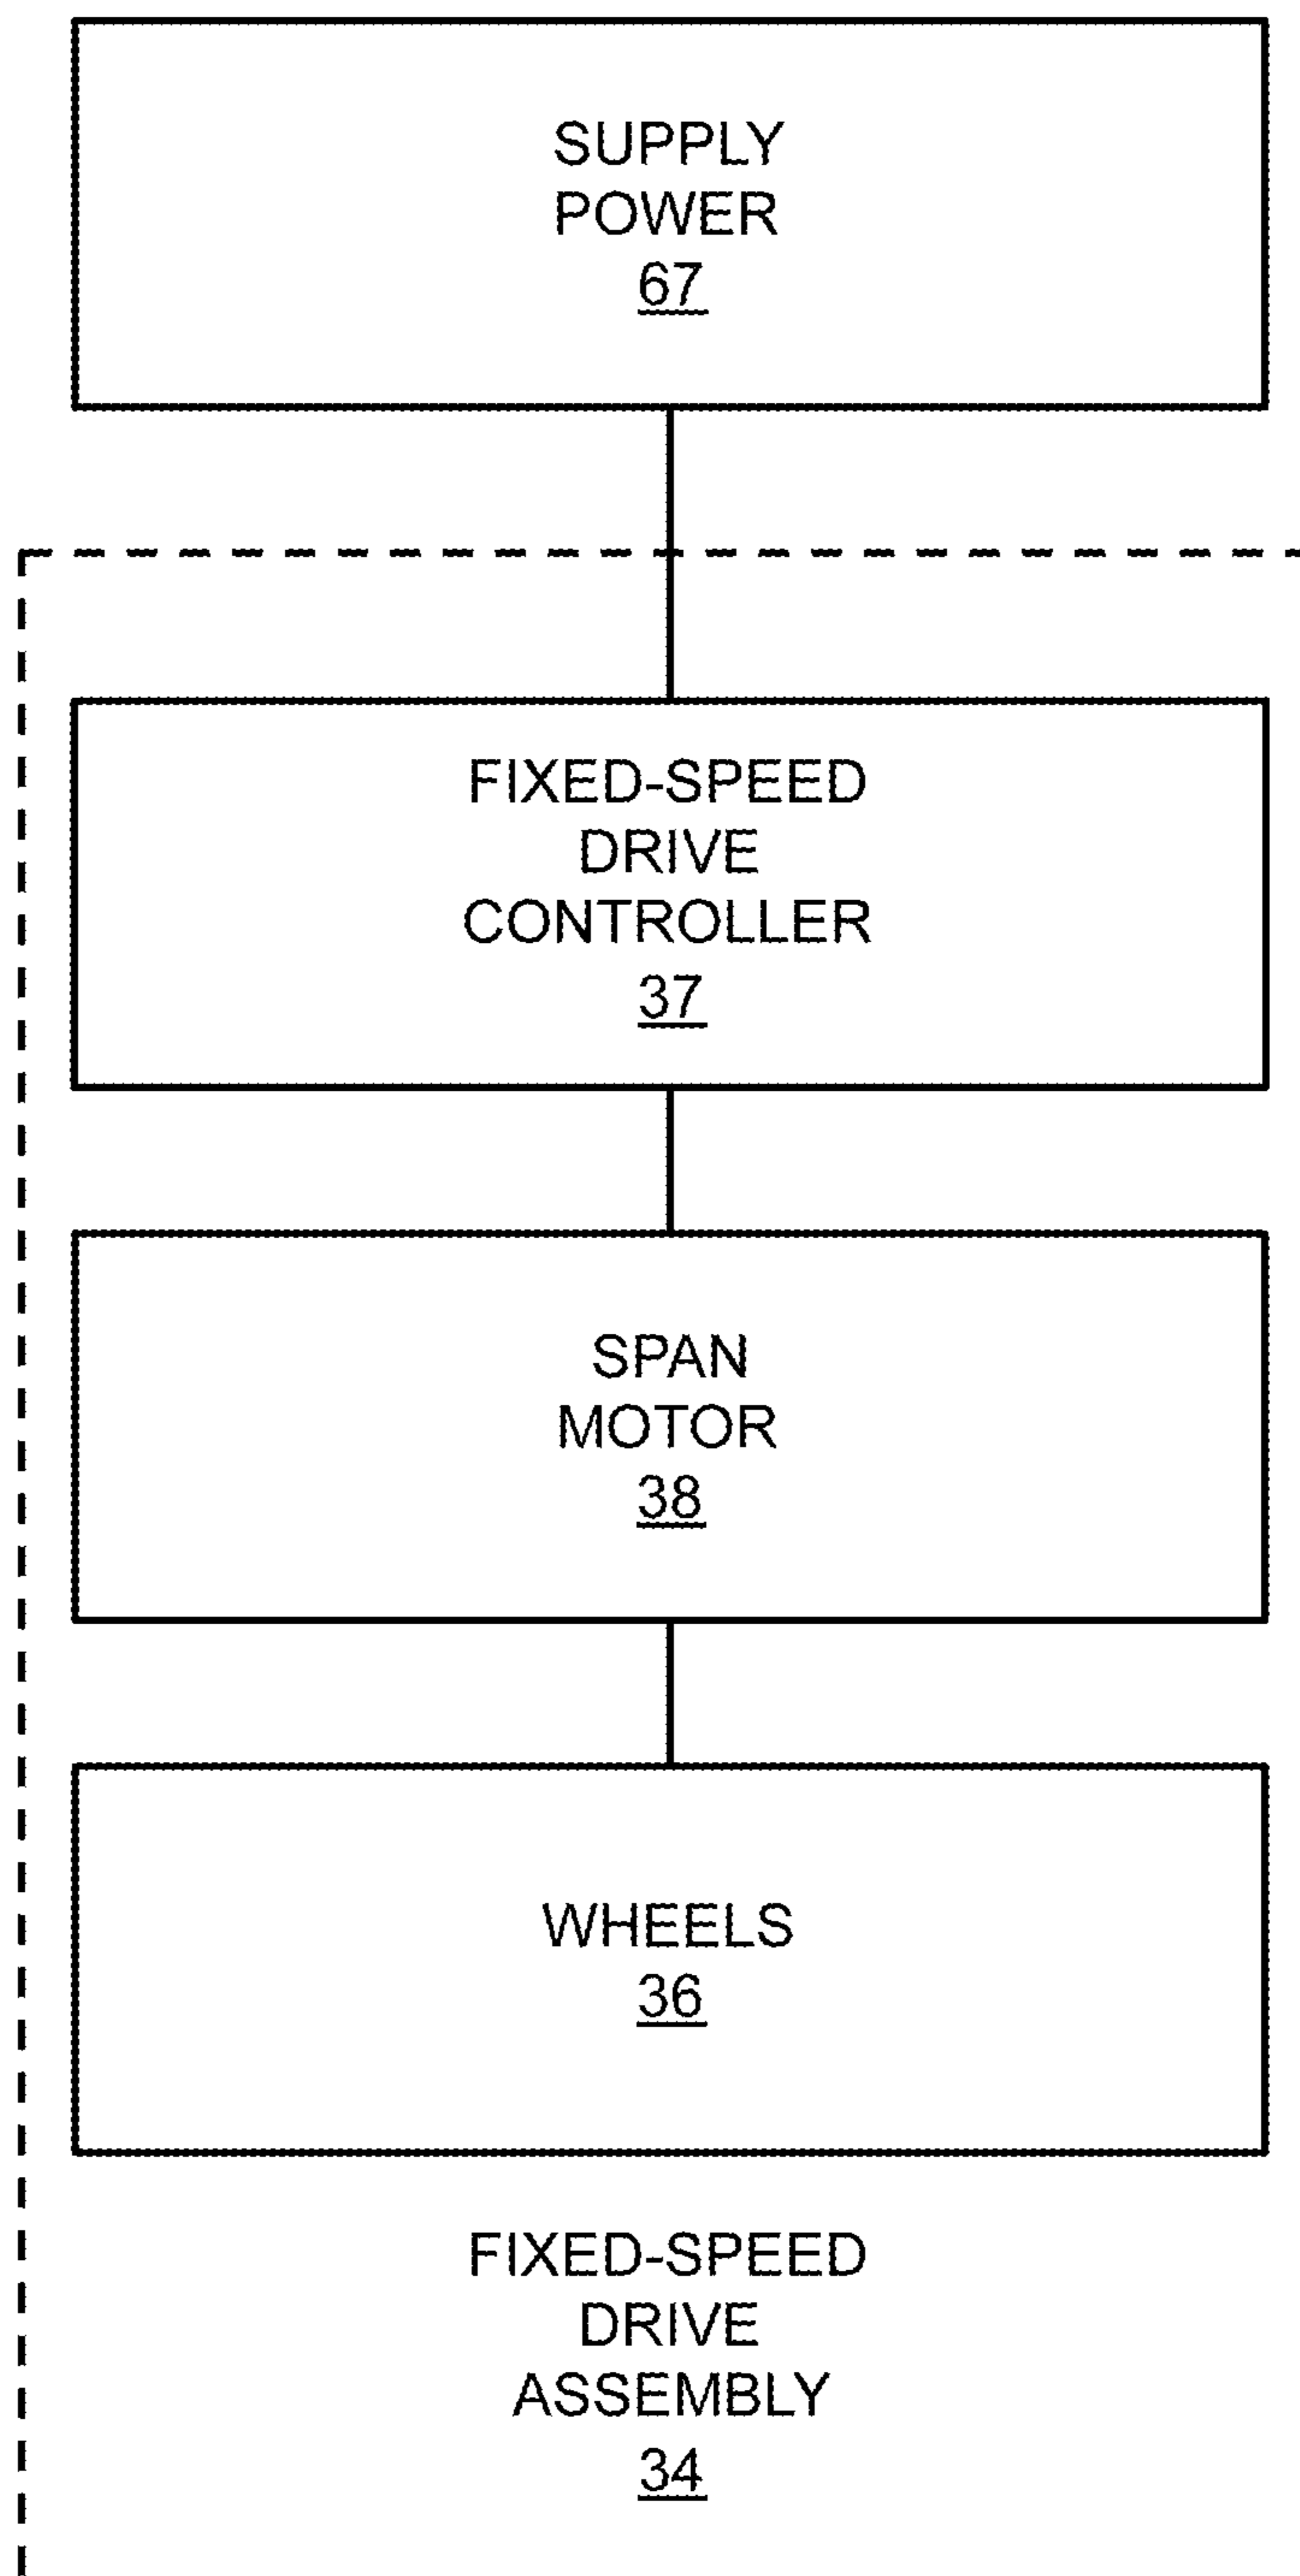 SUPPLY
POWER
67
FIXED-SPEED
DRIVE
CONTROLLER
37
SPAN
MOTOR
38
WHEELS
36
FIXED-SPEED
DRIVE
ASSEMBLY
34